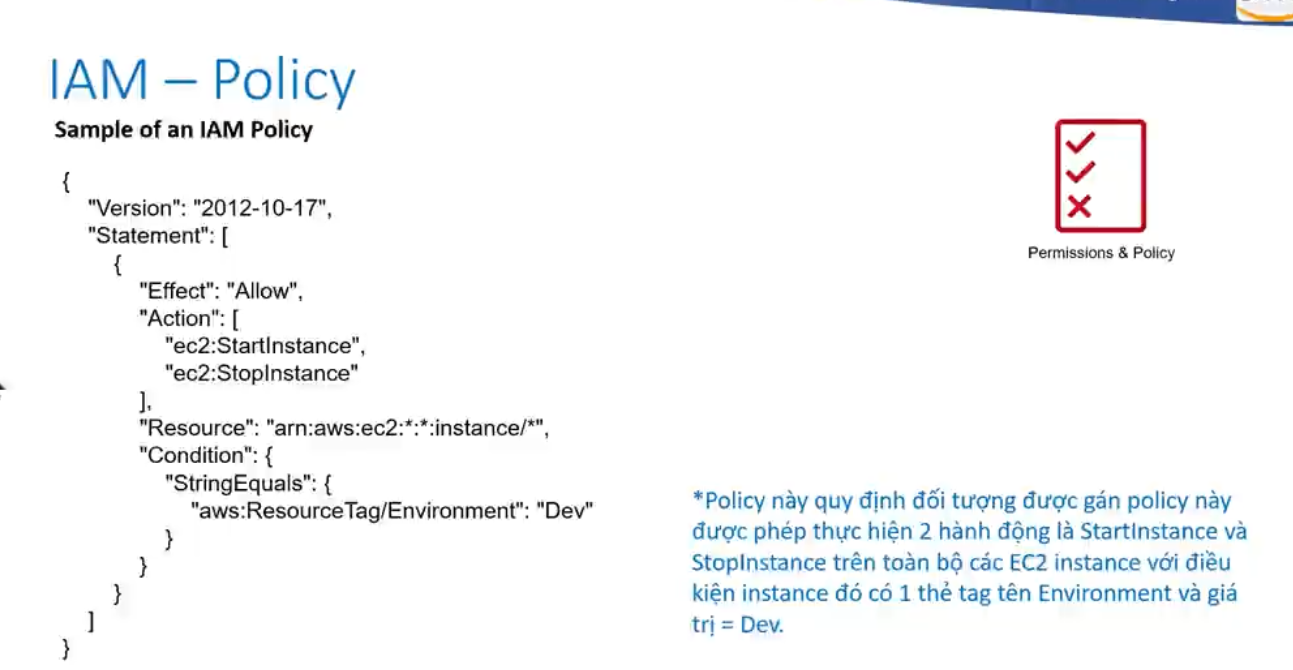 IAM – Policy
Sample of an IAM Policy
{
"Version": "2012-10-17",
"Statement": [
{
"Effect": "Allow",
"Action": [
"ec2:StartInstance",
"ec2:StopInstance"
],
"Resource": "arn:aws:ec2:*:*:instance/*",
"Condition": {
"StringEquals": {
"aws:ResourceTag/Environment": "Dev"
}
}
}
]
}
Permissions & Policy
*Policy này quy định đối tượng được gán policy này
được phép thực hiện 2 hành động là StartInstance và
StopInstance trên toàn bộ các EC2 instance với điều
kiện instance đó có 1 thẻ tag tên Environment và giá
trị = Dev.